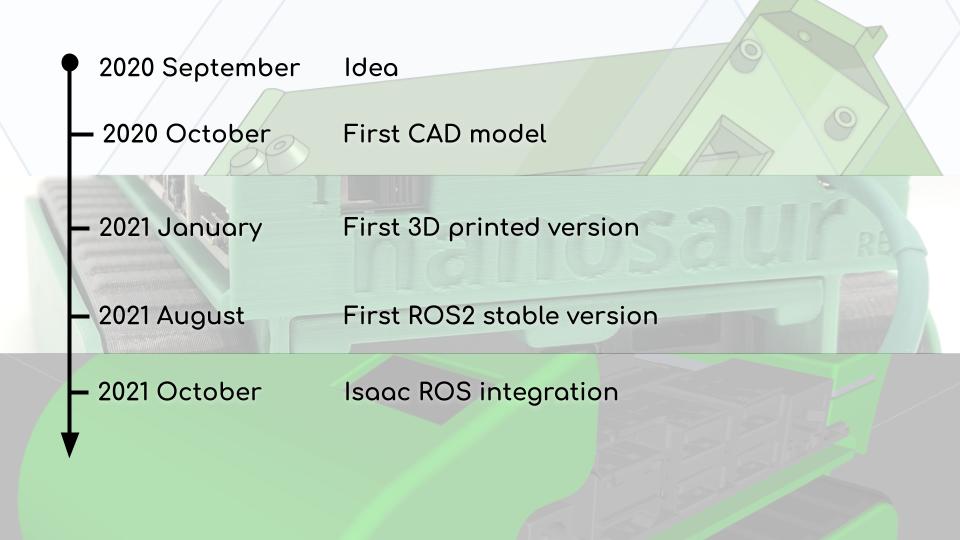 2020 September Idea
2020 October First CAD model
2021 January First 3D printed version
nanosaur
2021 August First ROS2 stable version
2021 October Isaac ROS integration